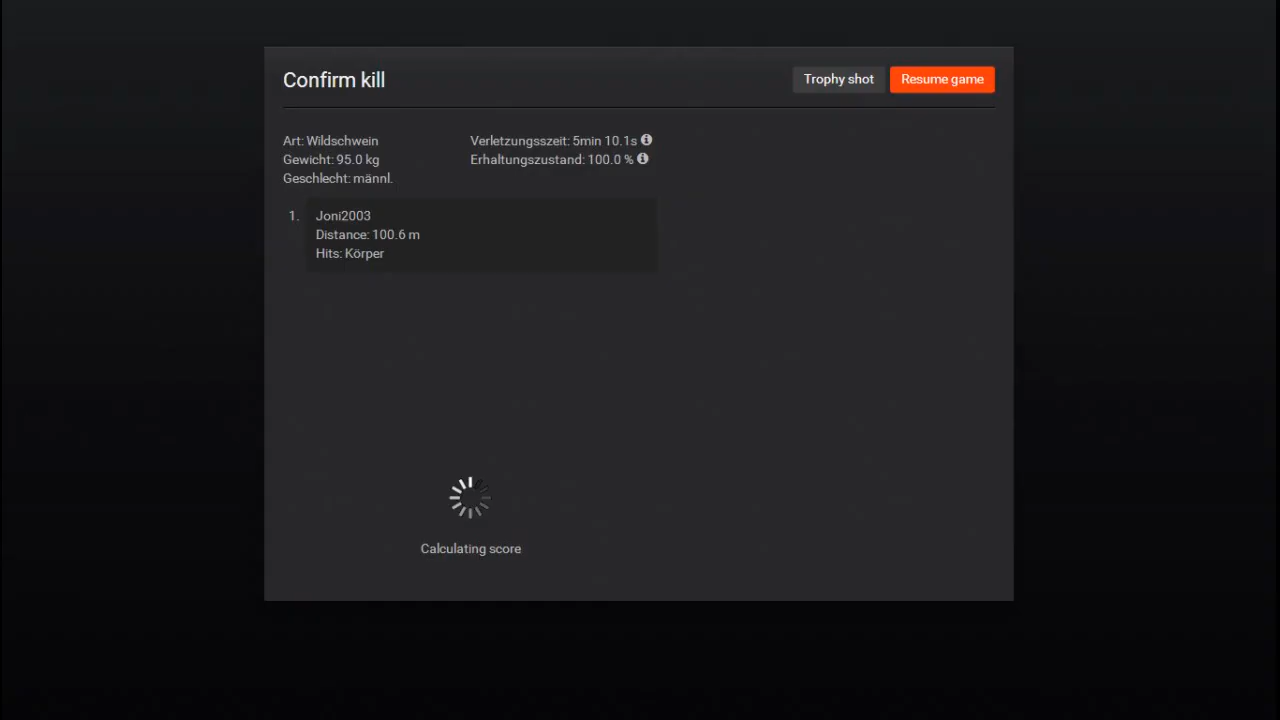 Confirm kill
Trophy shot
Resume game
Art: Wildschwein
Gewicht: 95.0 kg
Geschlecht: männl.
Verletzungsszeit: 5min 10.1s
Erhaltungszustand: 100.0 %
1.
Joni2003
Distance: 100.6 m
Hits: Körper
Calculating score